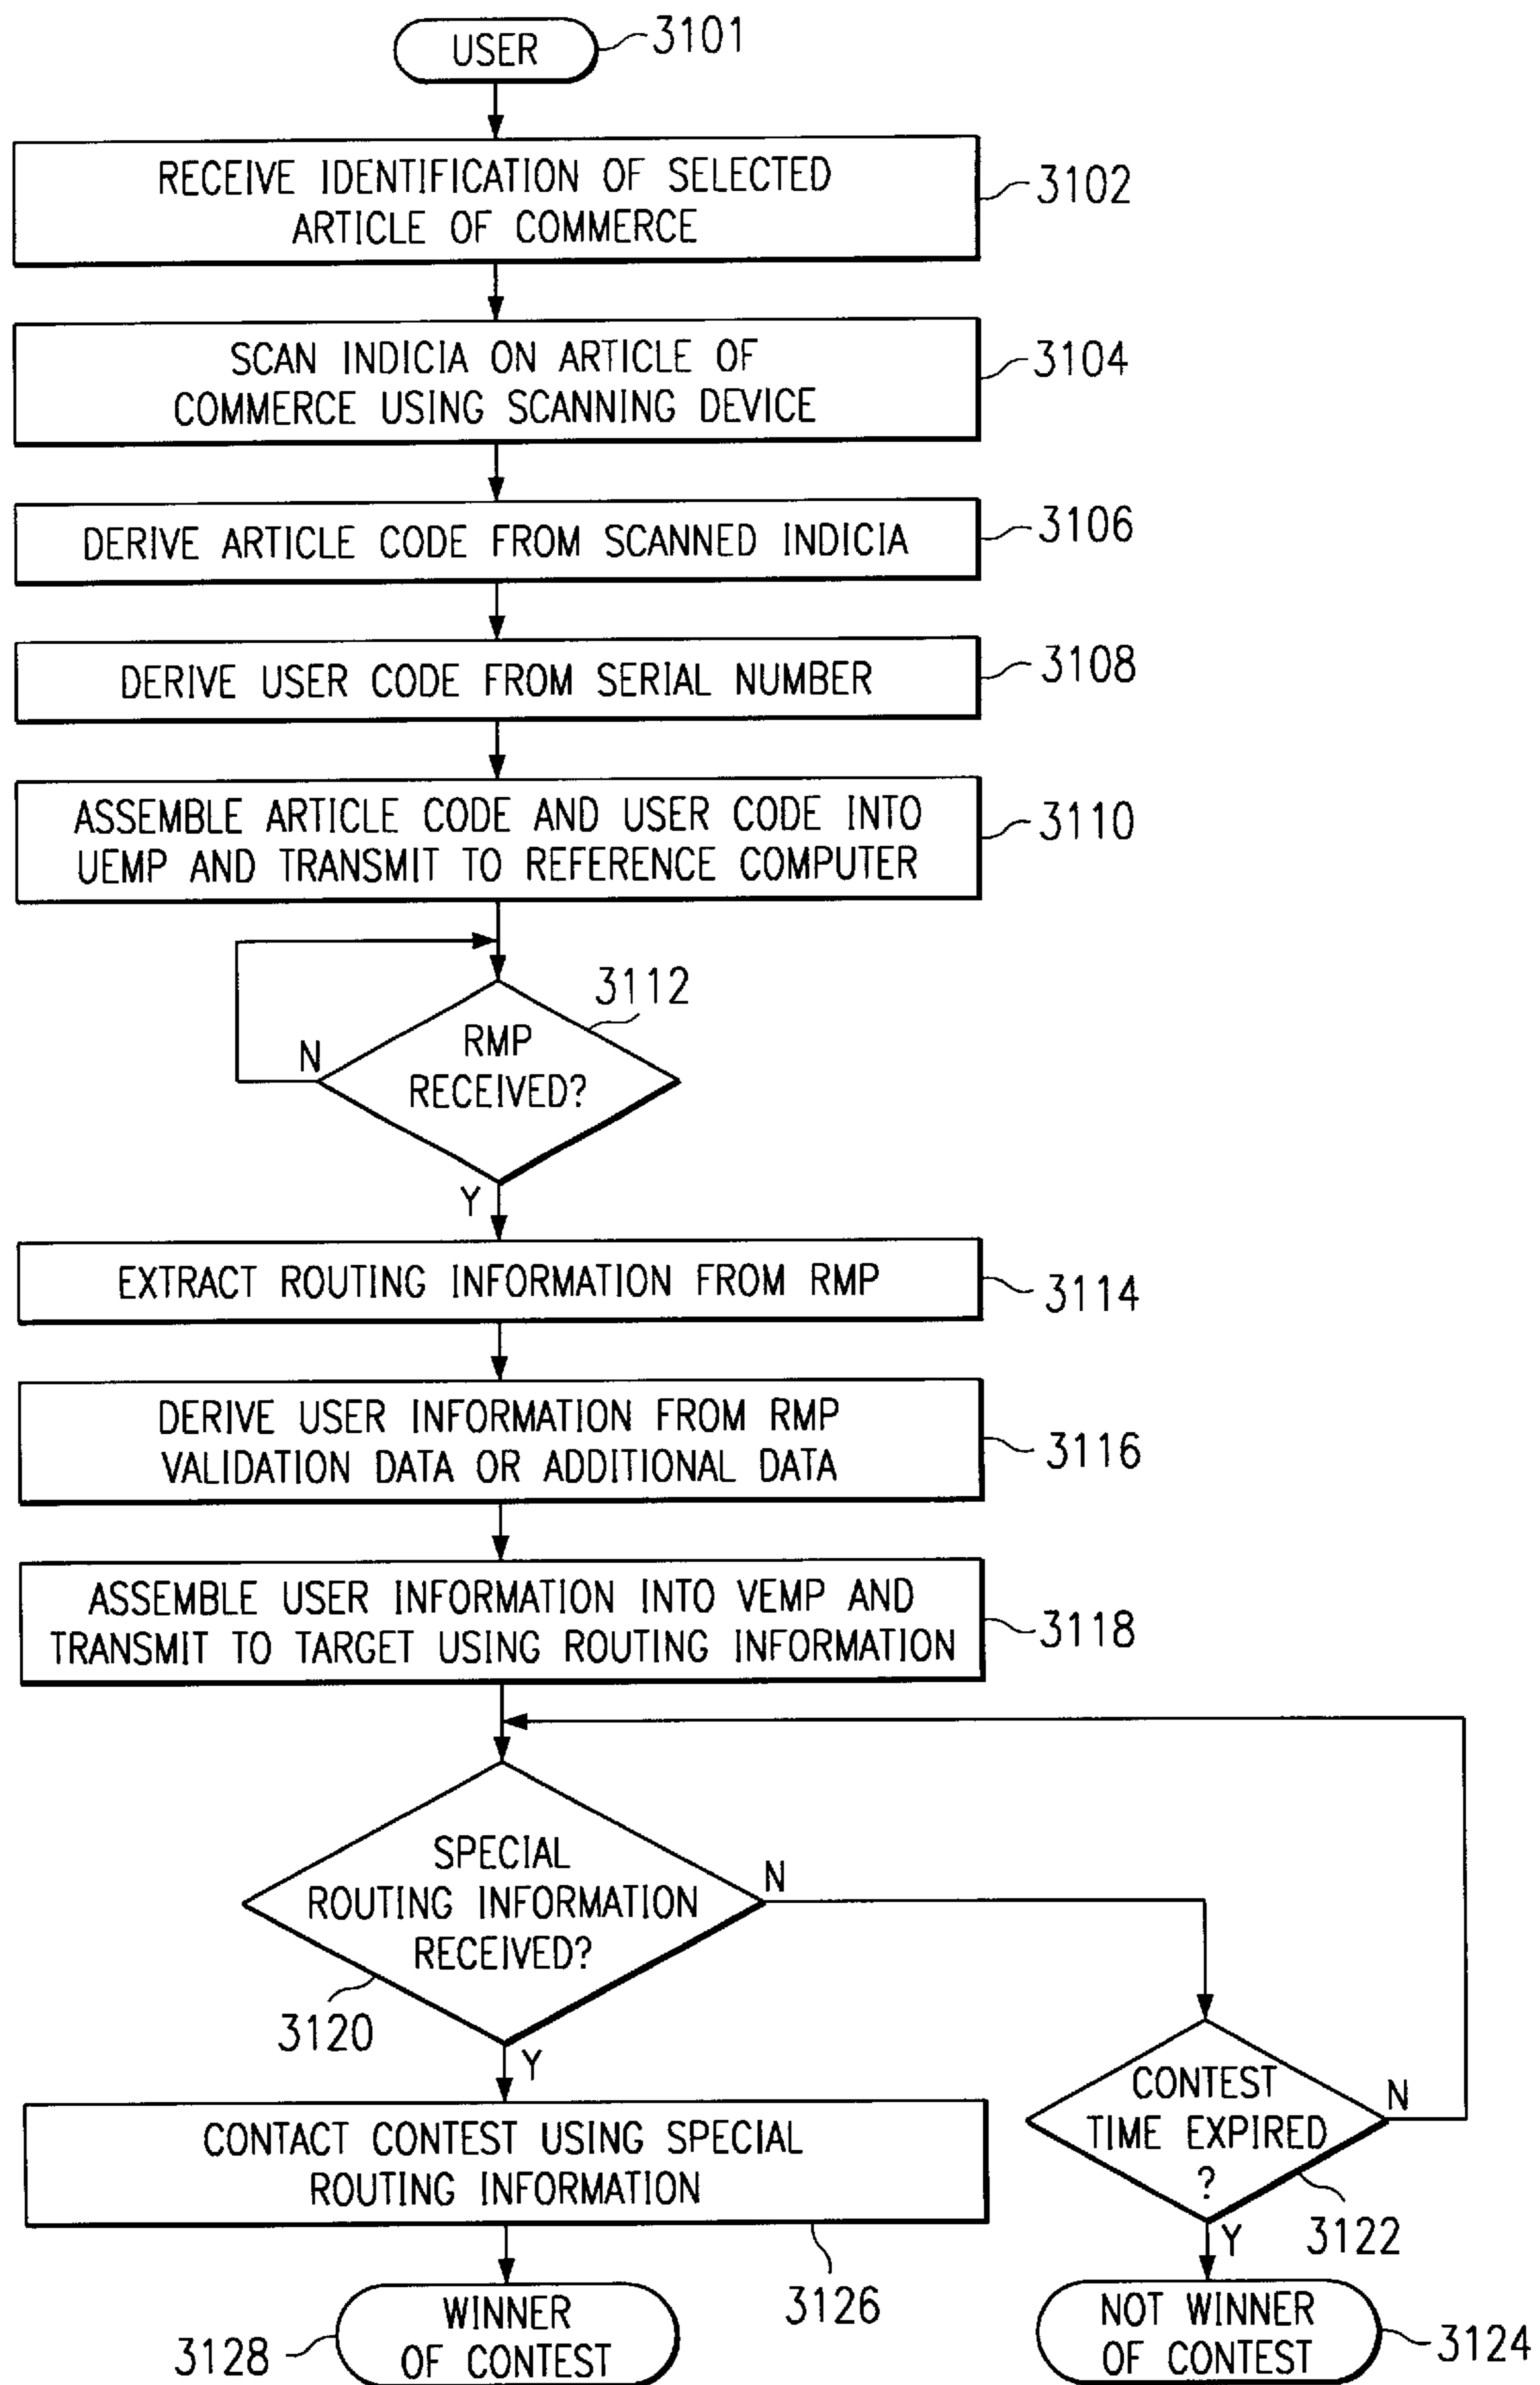 USER
3101
RECEIVE IDENTIFICATION OF SELECTED
ARTICLE OF COMMERCE
3102
SCAN INDICIA ON ARTICLE OF
COMMERCE USING SCANNING DEVICE
3104
DERIVE ARTICLE CODE FROM SCANNED INDICIA
3106
DERIVE USER CODE FROM SERIAL NUMBER
3108
ASSEMBLE ARTICLE CODE AND USER CODE INTO
UEMP AND TRANSMIT TO REFERENCE COMPUTER
3110
3112
RMP
RECEIVED?
N
Y
EXTRACT ROUTING INFORMATION FROM RMP
3114
DERIVE USER INFORMATION FROM RMP
VALIDATION DATA OR ADDITIONAL DATA
3116
ASSEMBLE USER INFORMATION INTO VEMP AND
TRANSMIT TO TARGET USING ROUTING INFORMATION
3118
SPECIAL
ROUTING INFORMATION
RECEIVED?
N
3120
Y
CONTEST
TIME EXPIRED
?
N
3122
Y
CONTACT CONTEST USING SPECIAL
ROUTING INFORMATION
3126
WINNER
OF CONTEST
3128
NOT WINNER
OF CONTEST
3124